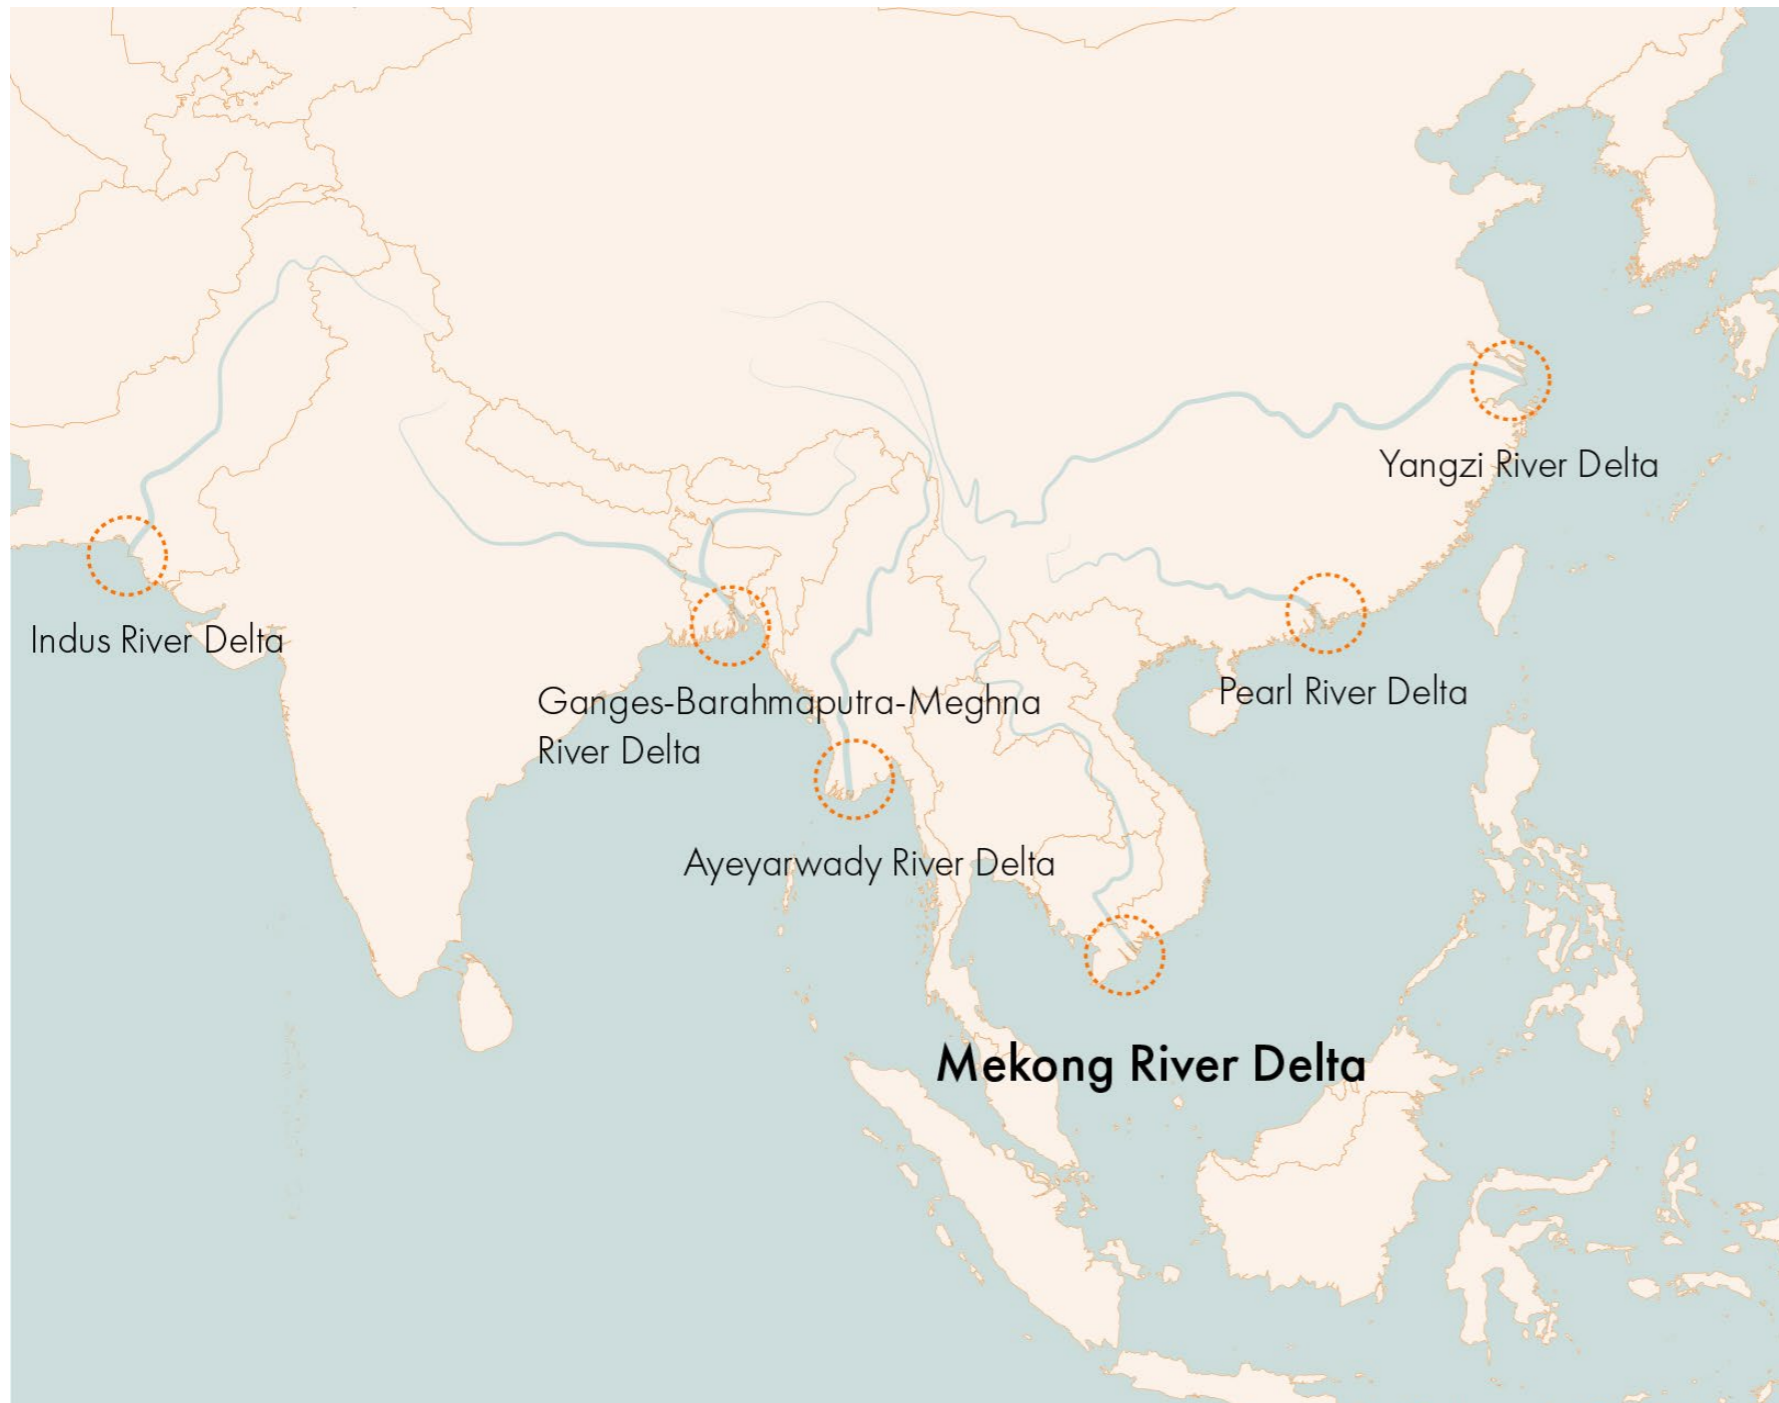 Yangzi River Delta
Indus River Delta
Ganges-Barahmaputra-Meghna
River Delta
Pearl River Delta
Ayeyarwady River Delta
Mekong River Delta